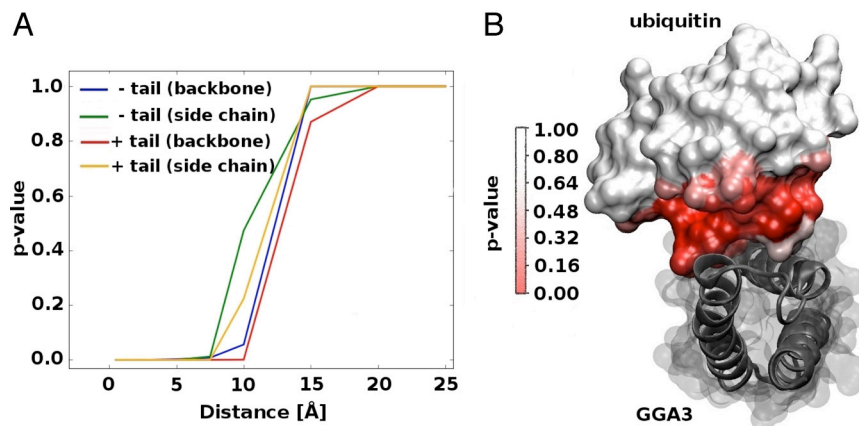 A
1.0
0.8
0.6
0.4
0.2
0.0
p-value
- tail (backbone)
- tail (side chain)
+ tail (backbone)
+ tail (side chain)
0
5
10
15
20
25
Distance [Å]
B
ubiquitin
p-value
1.00
0.80
0.64
0.48
0.32
0.16
0.00
GGA3